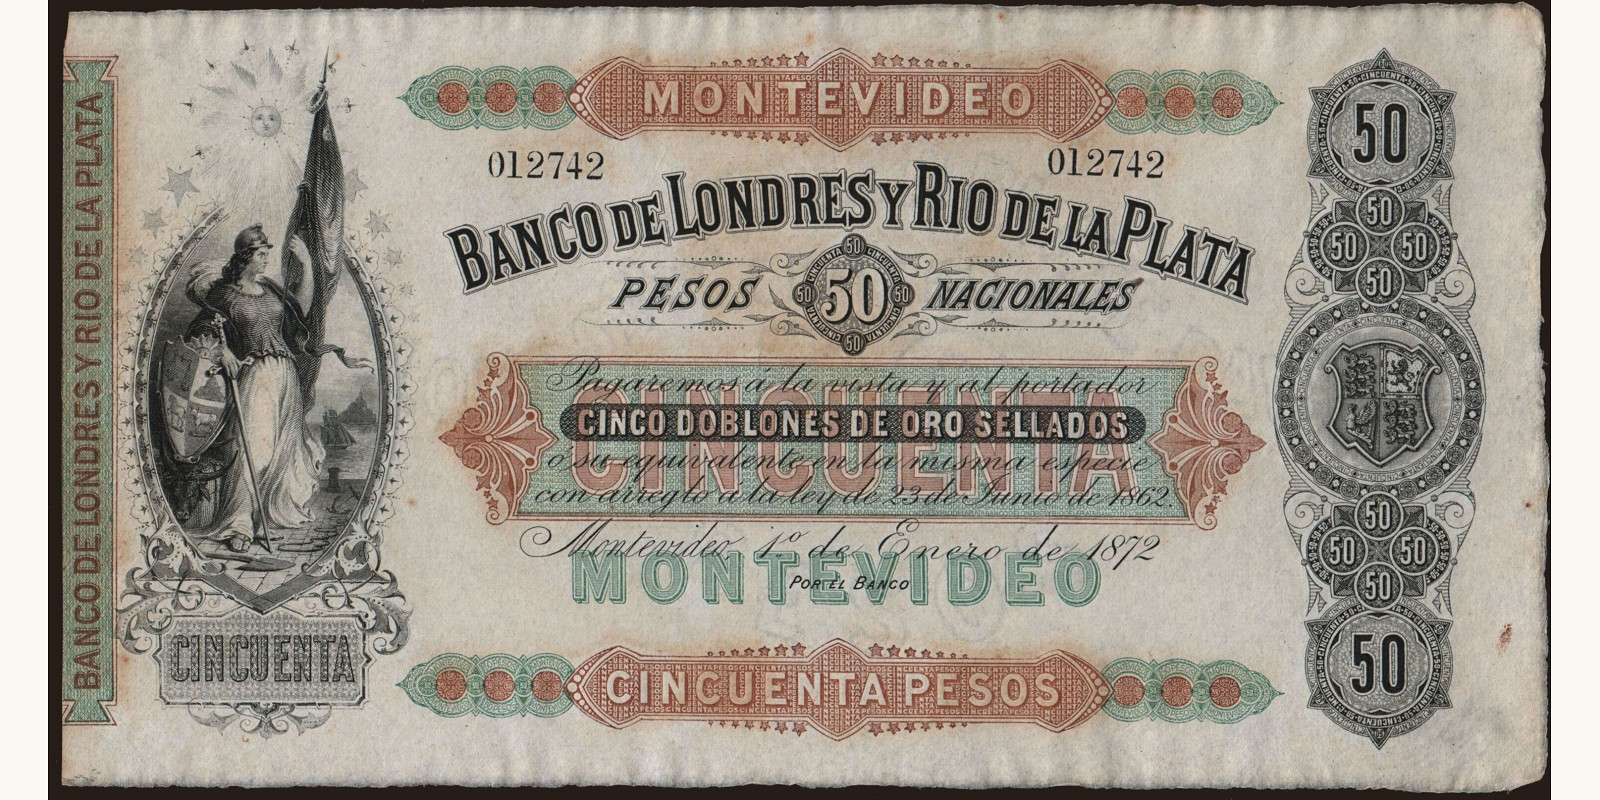 BANCO DE LONDRES Y RIO DE LA PLATA
MONTEVIDEO
012742 012742
BANCO DE LONDRES Y RIO DE LA PLATA
PESOS 50 NACIONALES
Pagaremos á la vista y al portador
CINCUENTA
CINCO DOBLONES DE ORO SELLADOS
o su equivalente en la misma especie
con arreglo a la ley de 23 de Junio de 1862.
Montevideo 1.º de Enero de 1872
MONTEVIDEO
POR EL BANCO
CINCUENTA
CINCUENTA PESOS
50
50
50 50
50
50
50 50
50
50